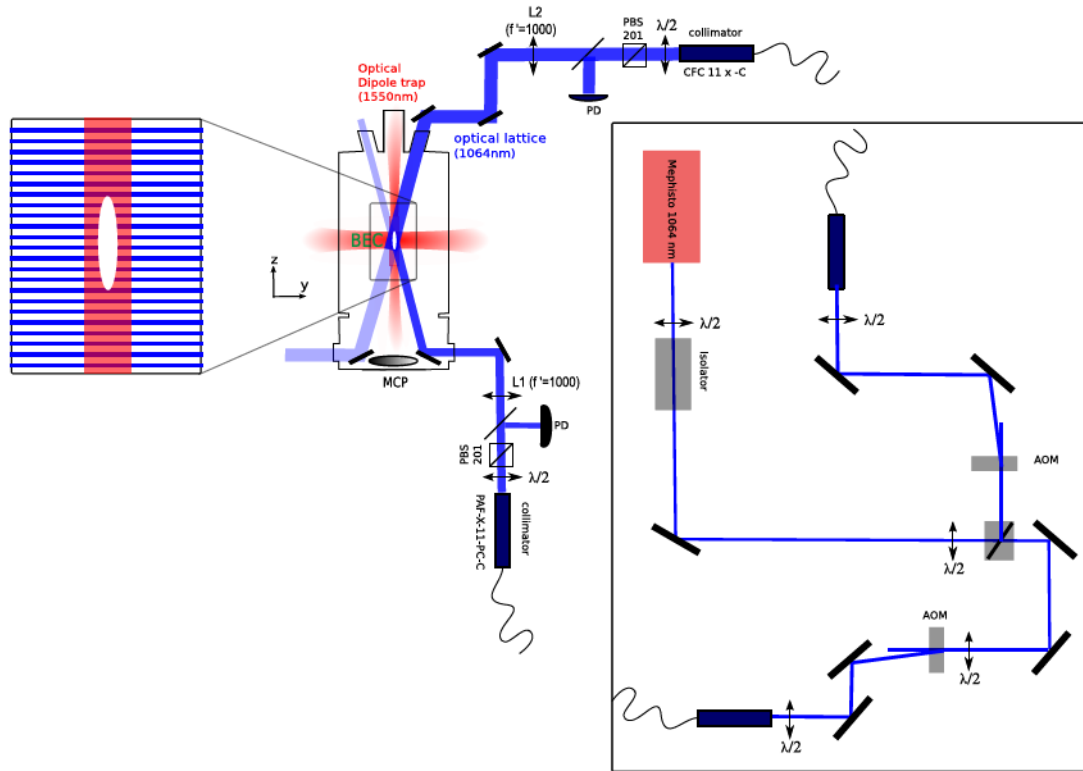 L2
(f'=1000)
PBS
201
λ/2
collimator
CFC 11 x -C
PD
Optical
Dipole trap
(1550nm)
optical lattice
(1064nm)
BEC
z
y
MCP
L1 (f'=1000)
PD
PBS
201
λ/2
collimator
PAF-X-11-PC-C
Mephisto 1064 nm
λ/2
Isolator
λ/2
AOM
λ/2
AOM
λ/2
λ/2